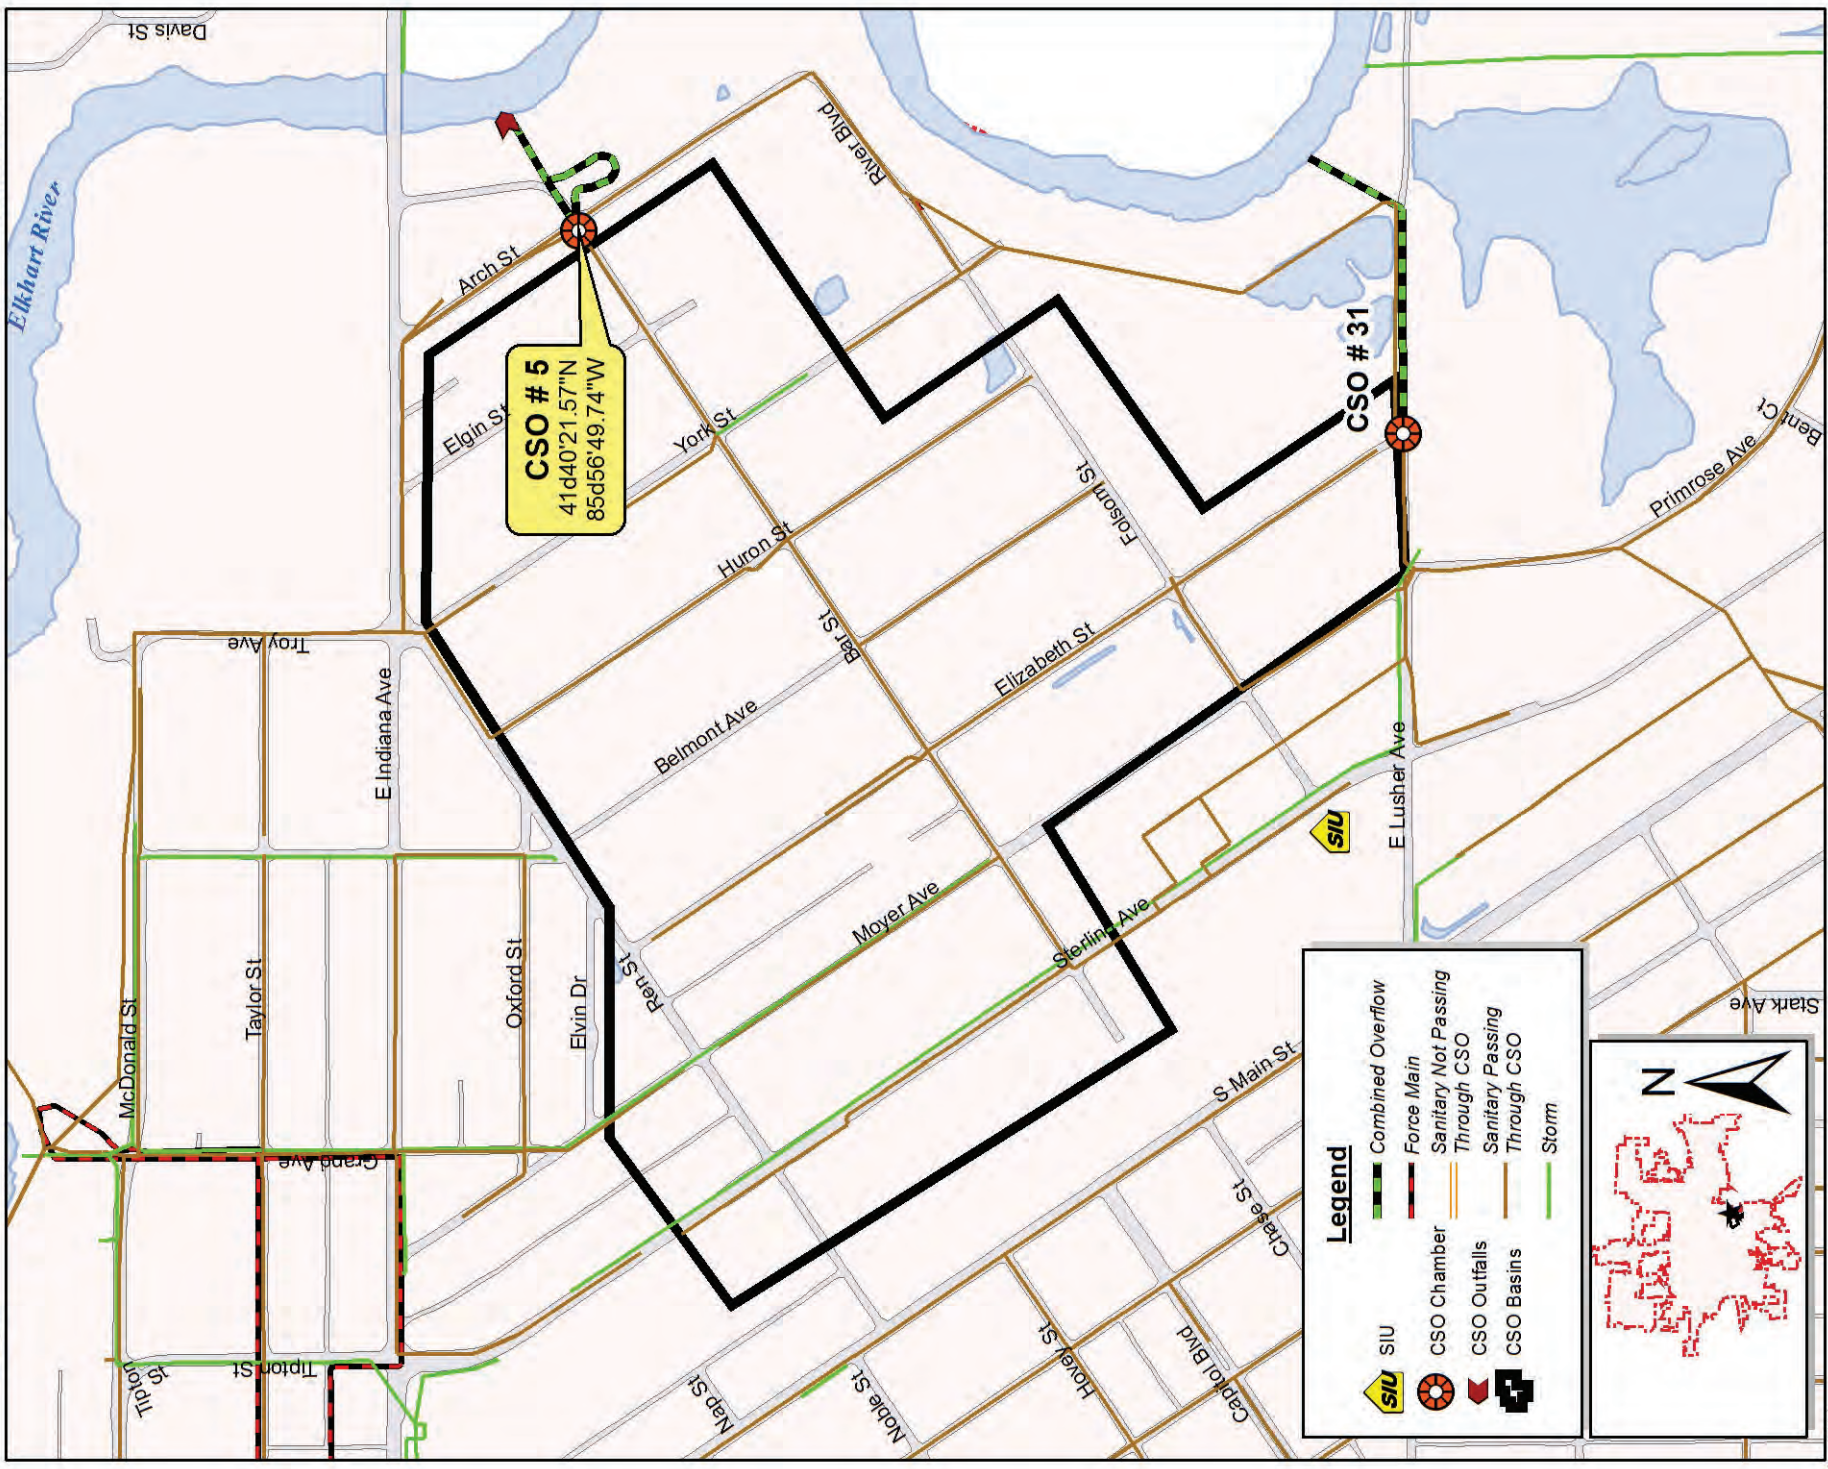 Davis St
Elkhart River
River Blvd
Arch St
CSO # 5
41d40'21.57"N
85d56'49.74"W
Elgin St
York St
CSO # 31
Bent Ct
Primrose Ave
Huron St
Folsom St
Bar St
Troy Ave
E Indiana Ave
Elizabeth St
Belmont Ave
E Lusher Ave
SIU
Moyer Ave
Sterling Ave
McDonald St
Taylor St
Oxford St
Elvin Dr
Ren St
Stark Ave
S Main St
Grand Ave
Chase St
Tipton
St
Tipton St
Nap St
Noble St
Hovey St
Capitol Blvd
Legend
SIU
SIU
CSO Chamber
CSO Outfalls
CSO Basins
Combined Overflow
Force Main
Sanitary Not Passing
Through CSO
Sanitary Passing
Through CSO
Storm
N